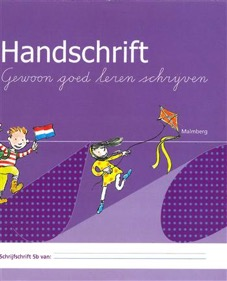 Handschrift
Gewoon goed leren schrijven
Malmberg
Schrijfschrift 5b van: